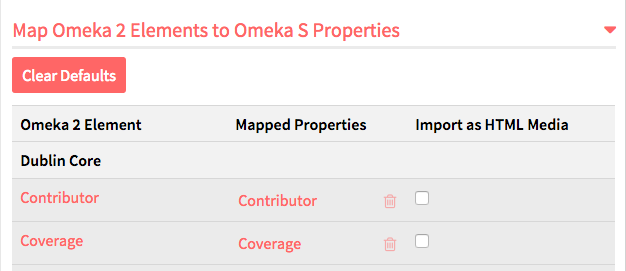 Map Omeka 2 Elements to Omeka S Properties
Clear Defaults
Omeka 2 Element Mapped Properties Import as HTML Media
Dublin Core
Contributor Contributor
Coverage Coverage